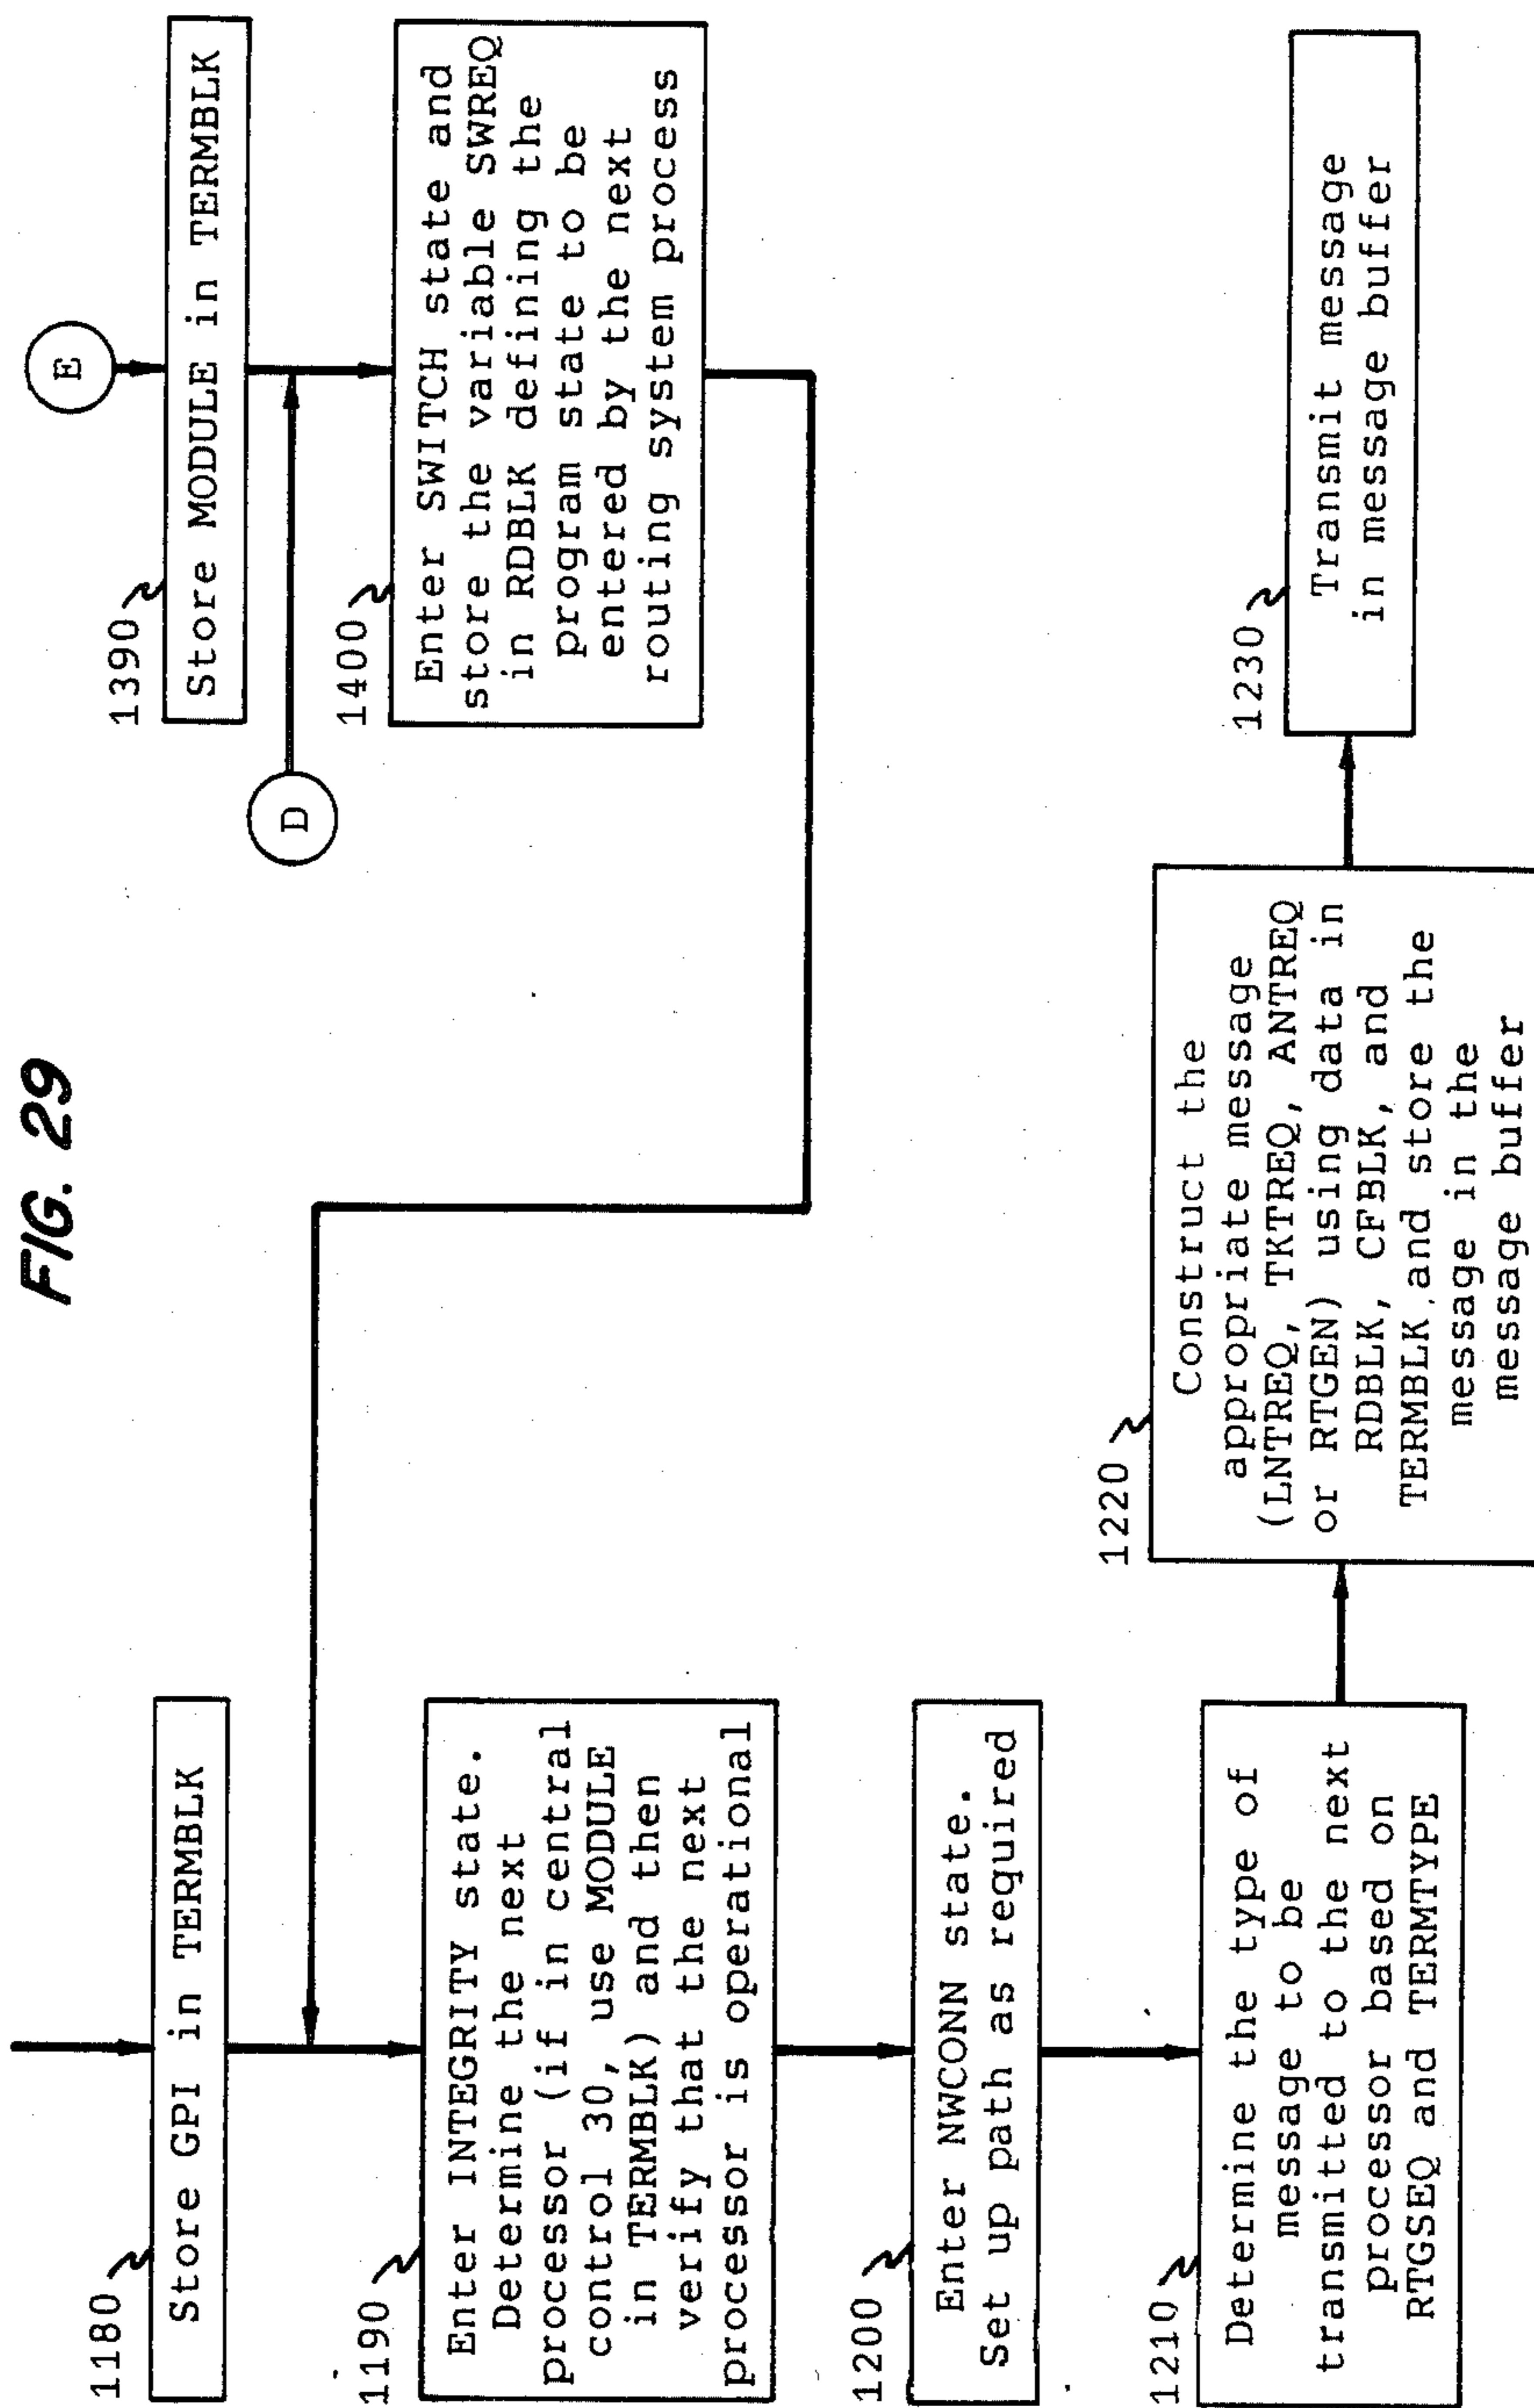 FIG. 29
1180
Store GPI in TERMBLK
1190
Enter INTEGRITY state.
Determine the next
processor (if in central
control 30, use MODULE
in TERMBLK) and then
verify that the next
processor is operational
1200
Enter NWCONN state.
Set up path as required
1210
Determine the type of
message to be
transmitted to the next
processor based on
RTGSEQ and TERMTYPE
1220
Construct the
appropriate message
(LNTREQ, TKTREQ, ANTREQ
or RTGEN) using data in
RDBLK, CFBLK, and
TERMBLK and store the
message in the
message buffer
1230
Transmit message
in message buffer
E
1390
Store MODULE in TERMBLK
D
1400
Enter SWITCH state and
store the variable SWREQ
in RDBLK defining the
program state to be
entered by the next
routing system process